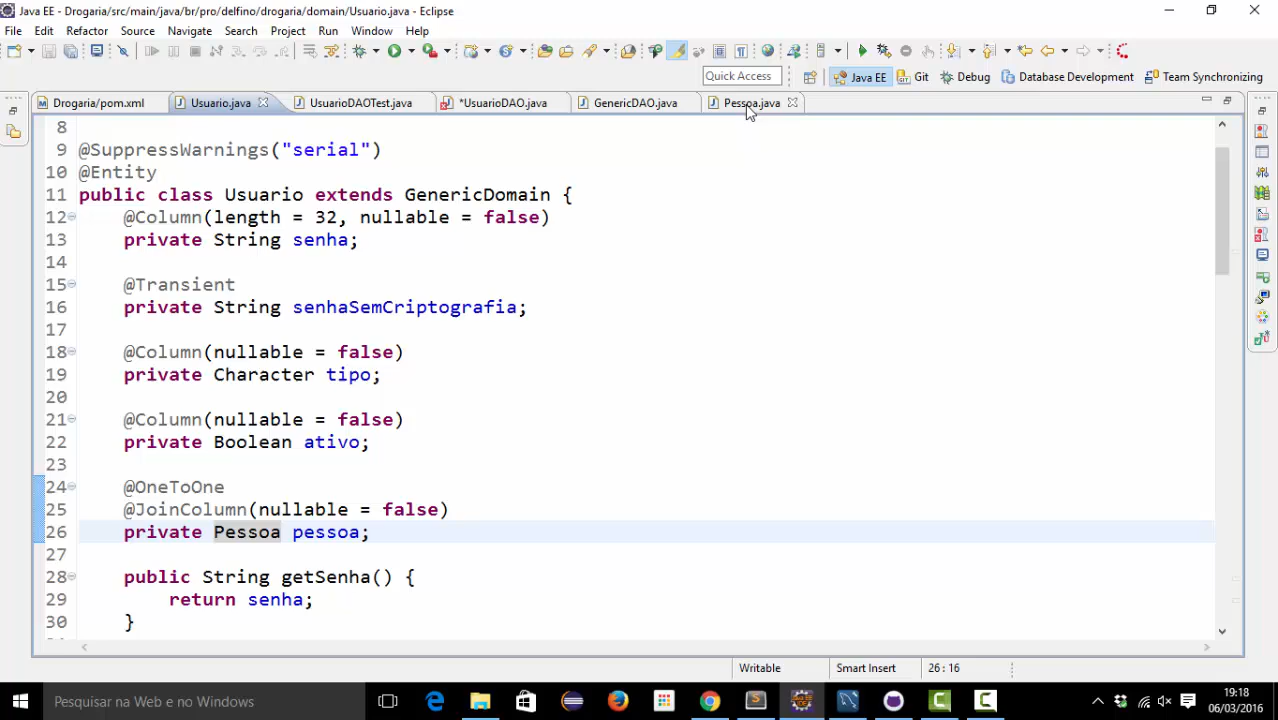 Java EE - Drogaria/src/main/java/br/pro/delfino/drogaria/domain/Usuario.java - Eclipse
File Edit Refactor Source Navigate Search Project Run Window Help
Quick Access
Java EE Git Debug Database Development Team Synchronizing
Drogaria/pom.xml Usuario.java UsuarioDAOTest.java *UsuarioDAO.java GenericDAO.java Pessoa.java
8
9 @SuppressWarnings("serial")
10 @Entity
11 public class Usuario extends GenericDomain {
12 @Column(length = 32, nullable = false)
13 private String senha;
14
15 @Transient
16 private String senhaSemCriptografia;
17
18 @Column(nullable = false)
19 private Character tipo;
20
21 @Column(nullable = false)
22 private Boolean ativo;
23
24 @OneToOne
25 @JoinColumn(nullable = false)
26 private Pessoa pessoa;
27
28 public String getSenha() {
29 return senha;
30 }
Writable Smart Insert 26 : 16
Pesquisar na Web e no Windows
19:18
06/03/2016